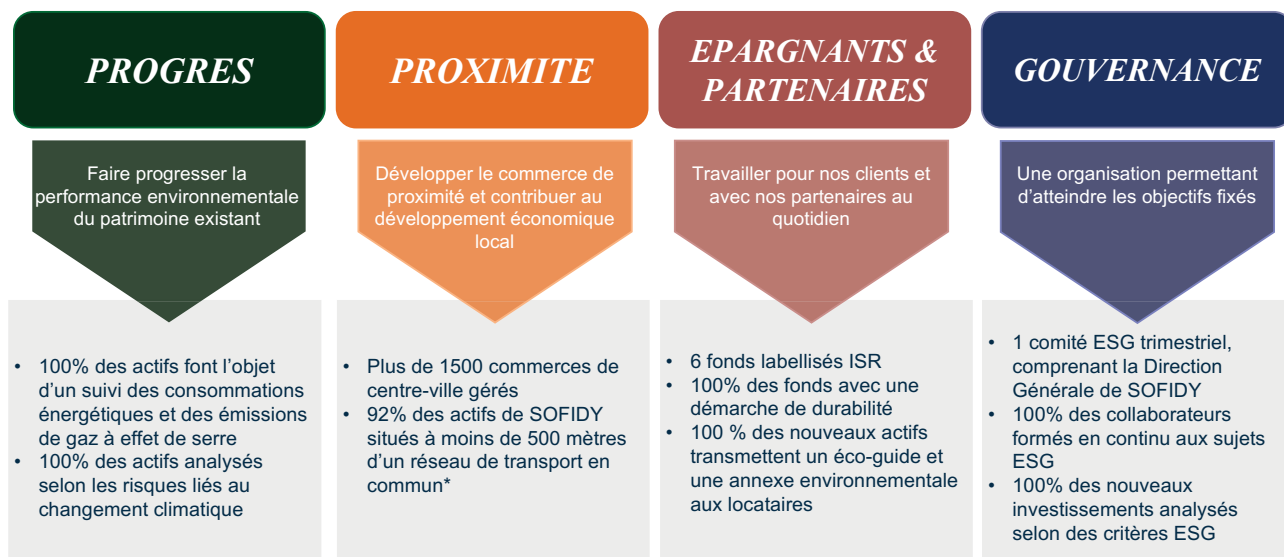 PROGRES
Faire progresser la
performance environnementale
du patrimoine existant
• 100% des actifs font l’objet
d’un suivi des consommations
énergétiques et des émissions
de gaz à effet de serre
• 100% des actifs analysés
selon les risques liés au
changement climatique
PROXIMITE
Développer le commerce de
proximité et contribuer au
développement économique
local
• Plus de 1500 commerces de
centre-ville gérés
• 92% des actifs de SOFIDY
situés à moins de 500 mètres
d’un réseau de transport en
commun*
EPARGNANTS &
PARTENAIRES
Travailler pour nos clients et
avec nos partenaires au
quotidien
• 6 fonds labellisés ISR
• 100% des fonds avec une
démarche de durabilité
• 100 % des nouveaux actifs
transmettent un éco-guide et
une annexe environnementale
aux locataires
GOUVERNANCE
Une organisation permettant
d’atteindre les objectifs fixés
• 1 comité ESG trimestriel,
comprenant la Direction
Générale de SOFIDY
• 100% des collaborateurs
formés en continu aux sujets
ESG
• 100% des nouveaux
investissements analysés
selon des critères ESG